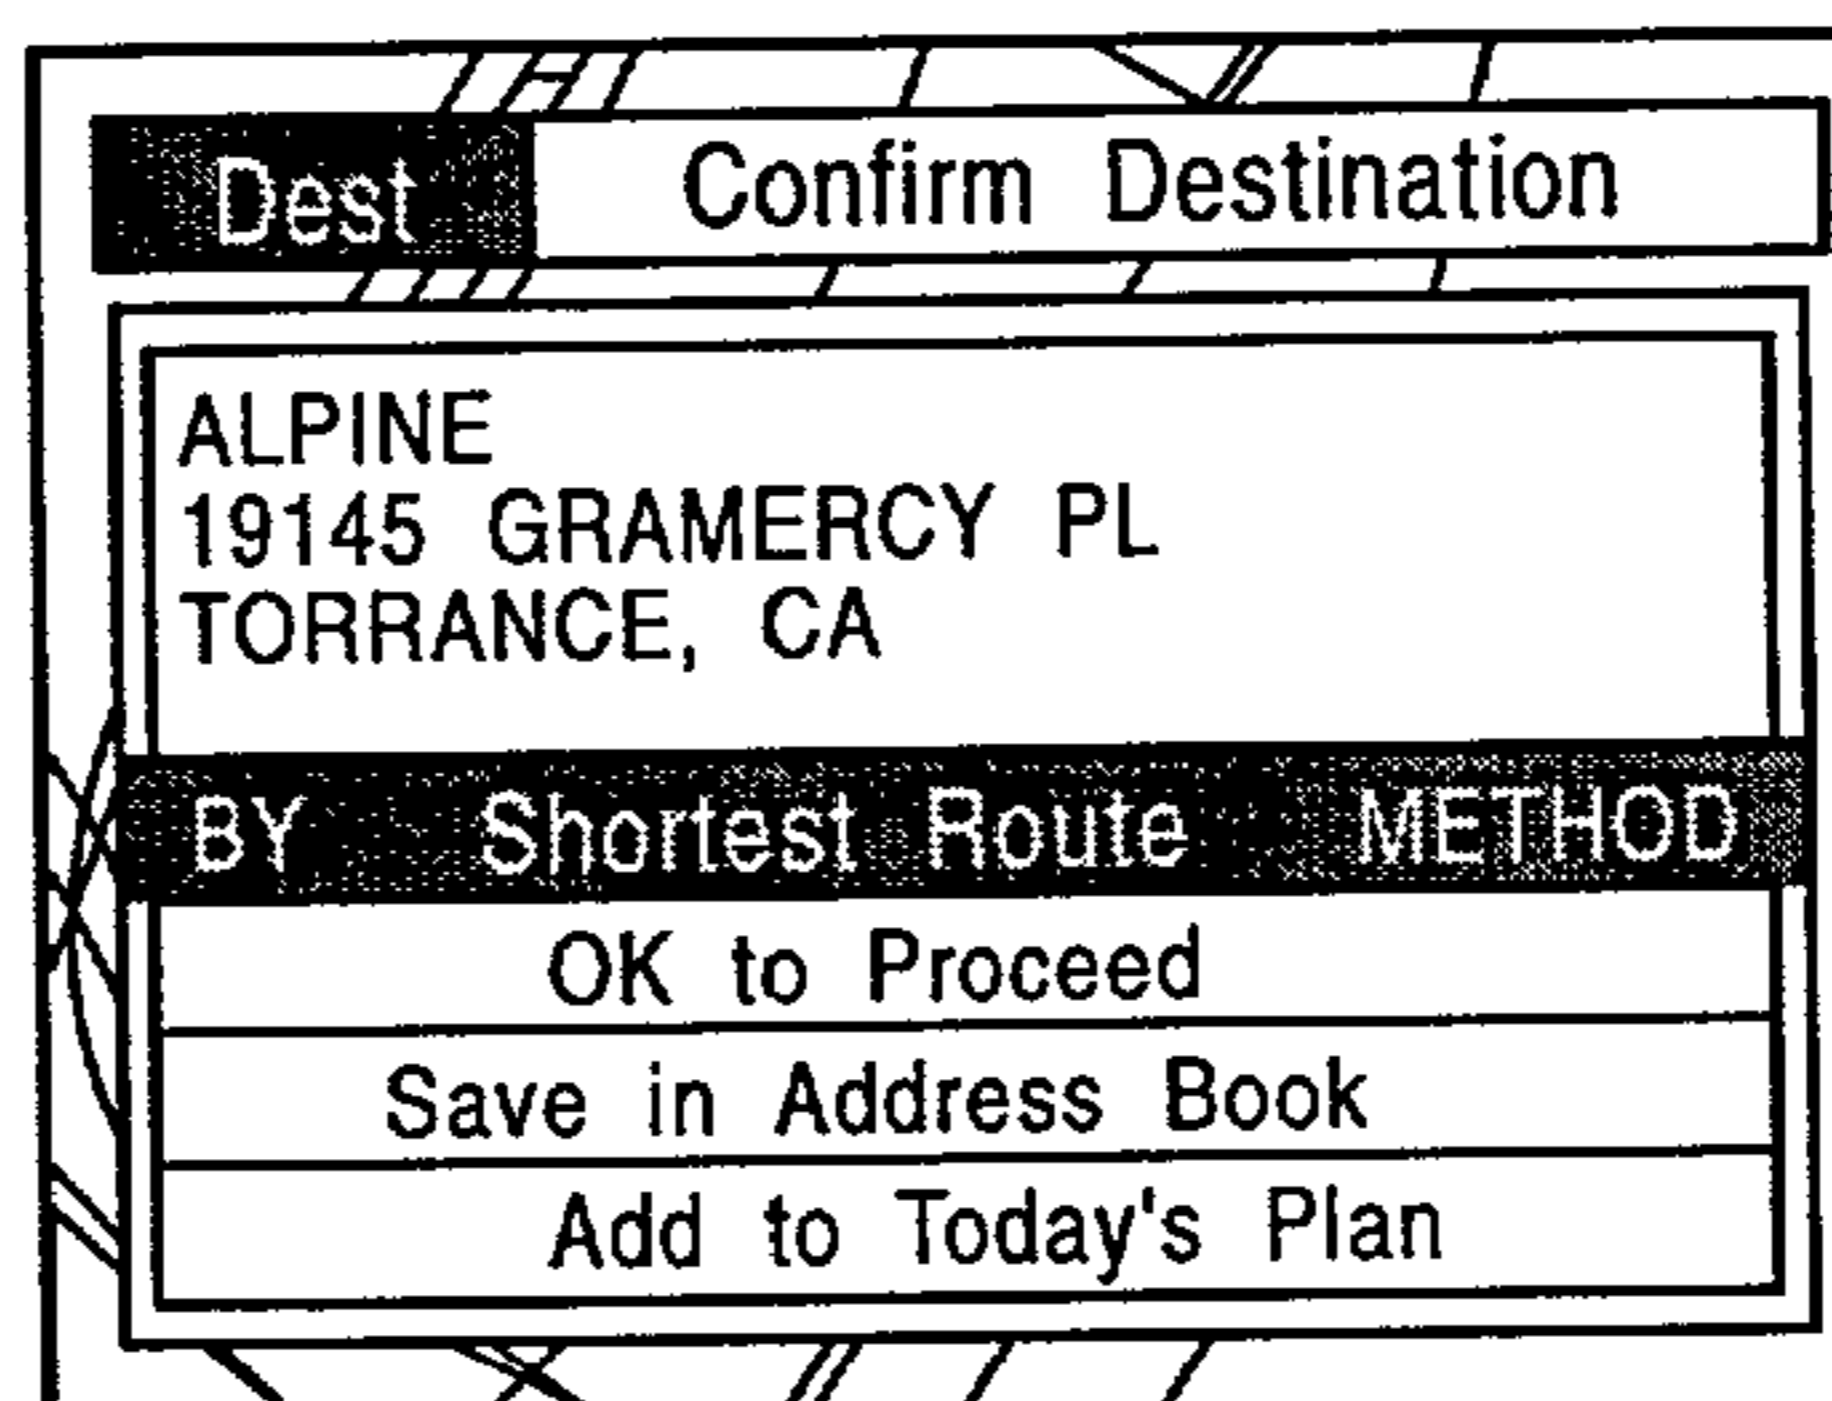 Dest Confirm Destination
ALPINE
19145 GRAMERCY PL
TORRANCE, CA
BY Shortest Route METHOD
OK to Proceed
Save in Address Book
Add to Today's Plan